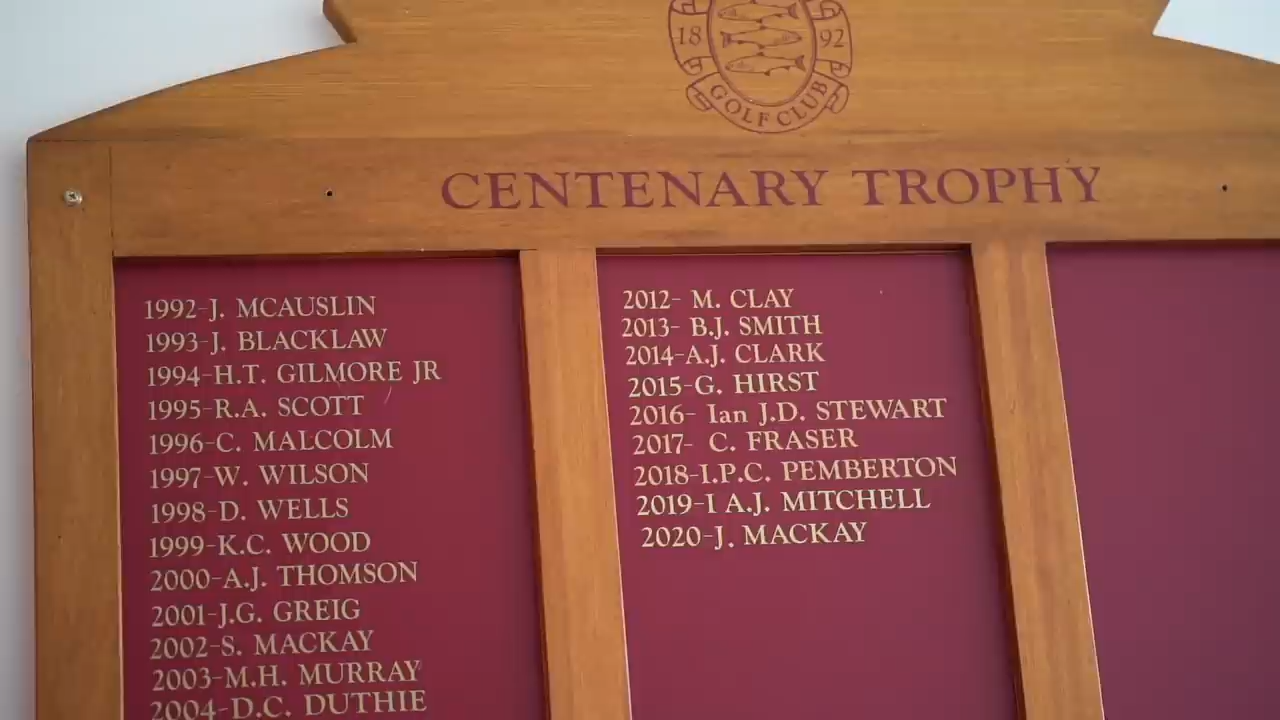 18 92
GOLF CLUB
CENTENARY TROPHY
1992-J. MCAUSLIN
1993-J. BLACKLAW
1994-H.T. GILMORE JR
1995-R.A. SCOTT
1996-C. MALCOLM
1997-W. WILSON
1998-D. WELLS
1999-K.C. WOOD
2000-A.J. THOMSON
2001-J.G. GREIG
2002-S. MACKAY
2003-M.H. MURRAY
2004-D.C. DUTHIE
2012- M. CLAY
2013- B.J. SMITH
2014-A.J. CLARK
2015-G. HIRST
2016- Ian J.D. STEWART
2017- C. FRASER
2018-I.P.C. PEMBERTON
2019-I A.J. MITCHELL
2020-J. MACKAY